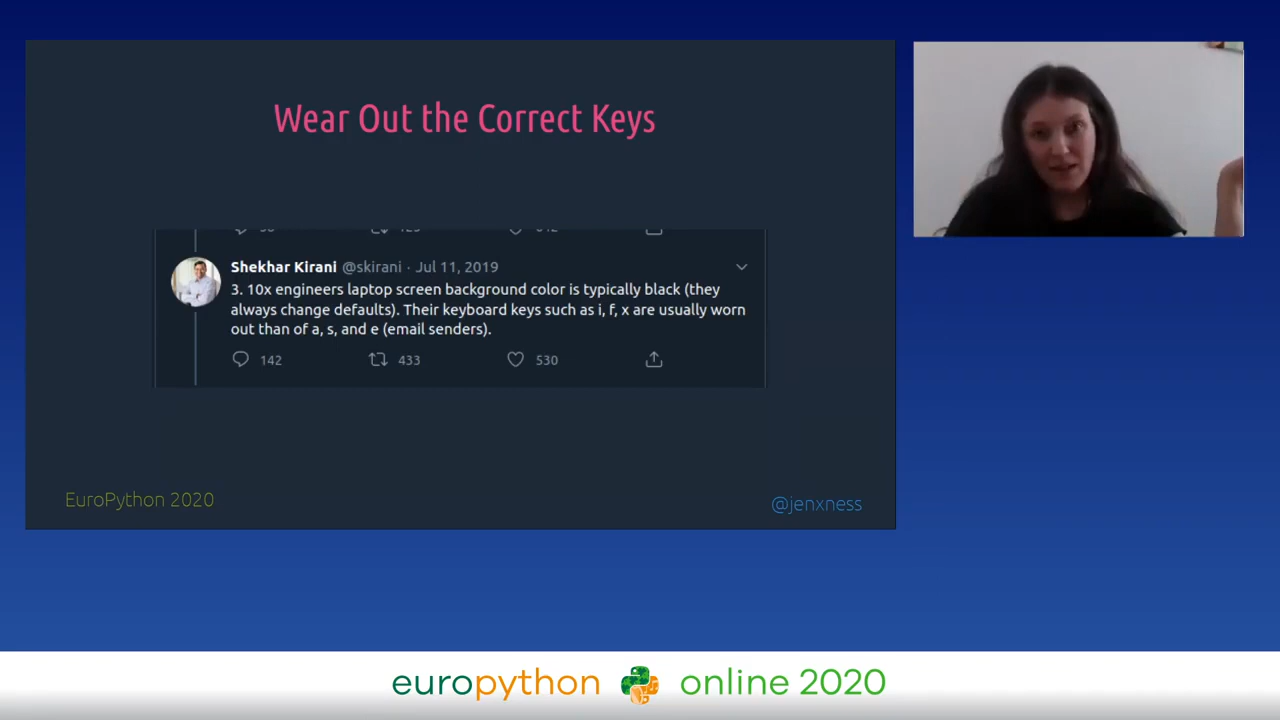 Wear Out the Correct Keys
Shekhar Kirani @skirani · Jul 11, 2019
3. 10x engineers laptop screen background color is typically black (they
always change defaults). Their keyboard keys such as i, f, x are usually worn
out than of a, s, and e (email senders).
142 433 530
EuroPython 2020
@jenxness
europython online 2020